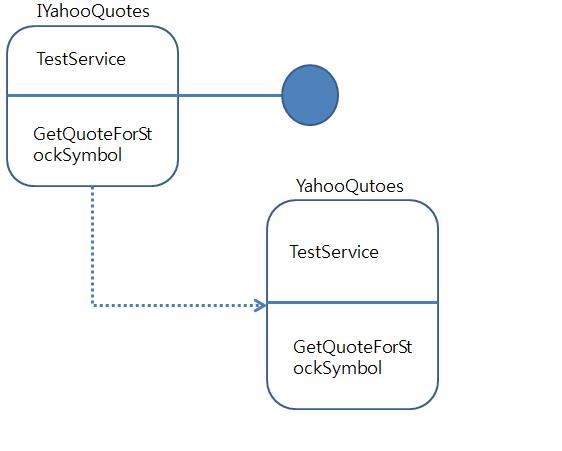 IYahooQuotes
TestService
GetQuoteForSt
ockSymbol
YahooQutoes
TestService
GetQuoteForSt
ockSymbol